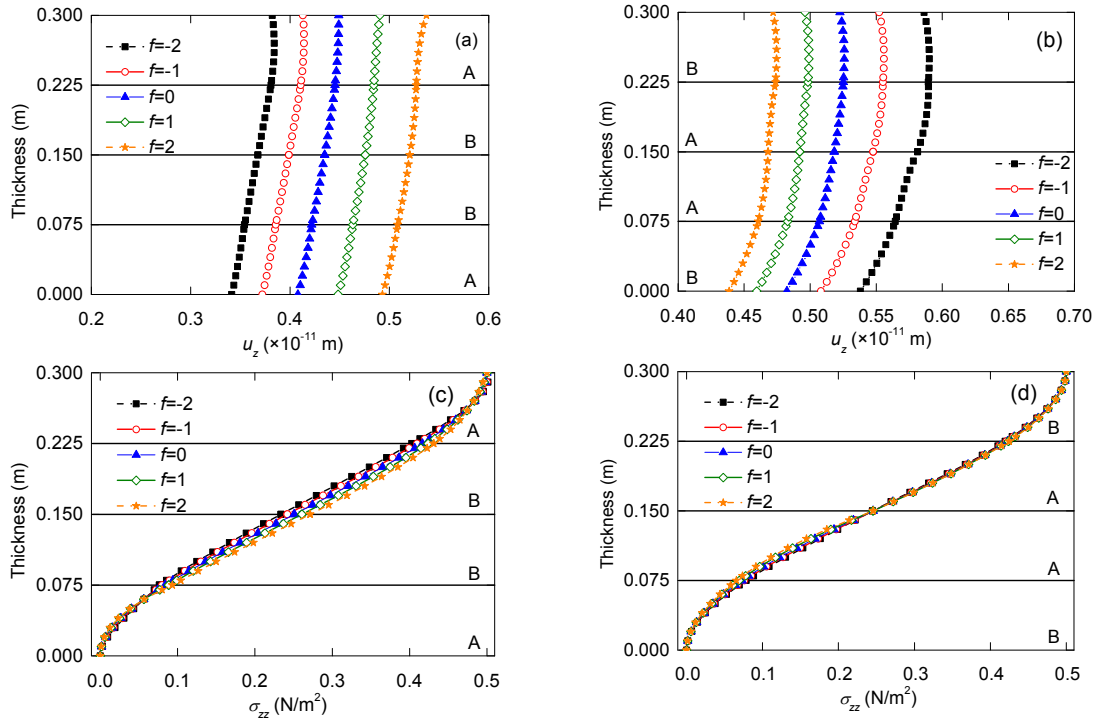 (a)
f=-2
f=-1
f=0
f=1
f=2
A
B
B
A
0.300
0.225
0.150
0.075
0.000
Thickness (m)
0.2 0.3 0.4 0.5 0.6
u_z (×10⁻¹¹ m)
(b)
B
A
A
B
f=-2
f=-1
f=0
f=1
f=2
0.300
0.225
0.150
0.075
0.000
Thickness (m)
0.40 0.45 0.50 0.55 0.60 0.65 0.70
u_z (×10⁻¹¹ m)
(c)
f=-2
f=-1
f=0
f=1
f=2
A
B
B
A
0.300
0.225
0.150
0.075
0.000
Thickness (m)
0.0 0.1 0.2 0.3 0.4 0.5
σ_zz (N/m²)
(d)
f=-2
f=-1
f=0
f=1
f=2
B
A
A
B
0.300
0.225
0.150
0.075
0.000
Thickness (m)
0.0 0.1 0.2 0.3 0.4 0.5
σ_zz (N/m²)